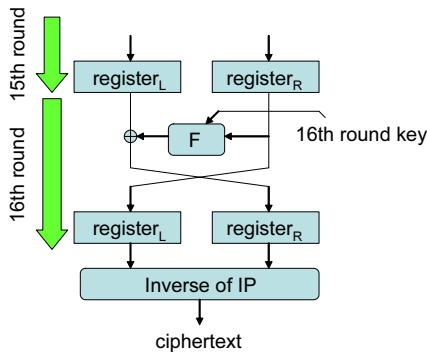 15th round
register_L
register_R
16th round
F
16th round key
register_L
register_R
Inverse of IP
ciphertext